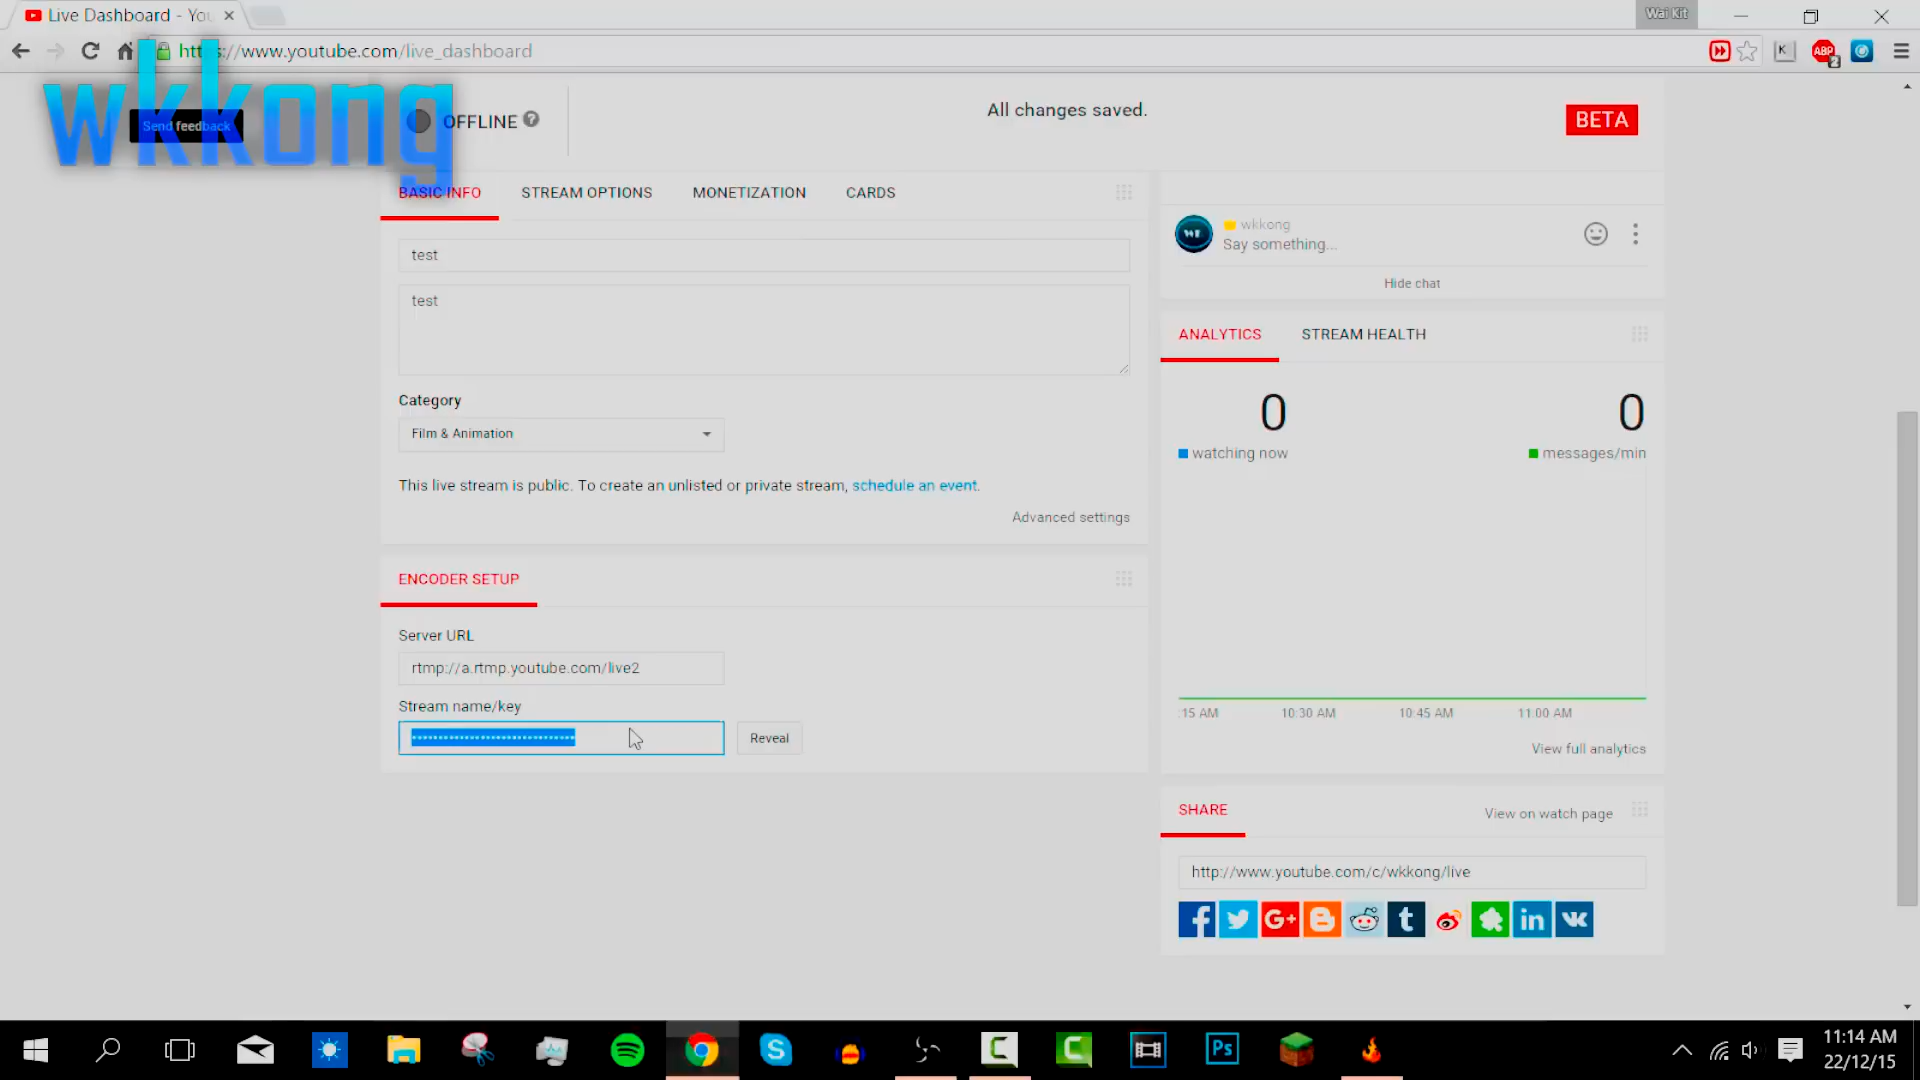 Live Dashboard - You
Wai Kit
https://www.youtube.com/live_dashboard
K
ABP
2
wkkong
Send feedback
OFFLINE
?
All changes saved.
BETA
BASIC INFO
STREAM OPTIONS
MONETIZATION
CARDS
test
test
Category
Film & Animation
This live stream is public. To create an unlisted or private stream, schedule an event.
Advanced settings
ENCODER SETUP
Server URL
rtmp://a.rtmp.youtube.com/live2
Stream name/key
Reveal
wkkong
Say something...
Hide chat
ANALYTICS
STREAM HEALTH
0
0
watching now
messages/min
:15 AM
10:30 AM
10:45 AM
11:00 AM
View full analytics
SHARE
View on watch page
http://www.youtube.com/c/wkkong/live
11:14 AM
22/12/15